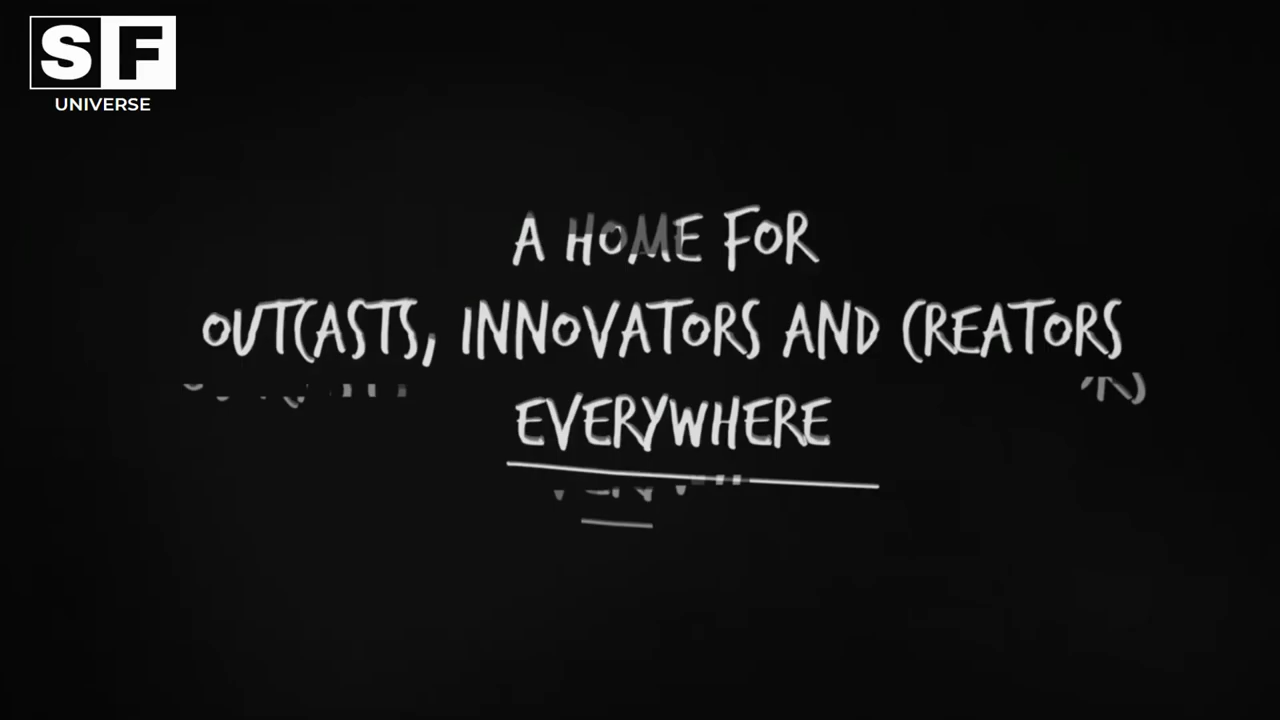 SF
UNIVERSE
A HOME FOR
OUTCASTS, INNOVATORS AND CREATORS
EVERYWHERE